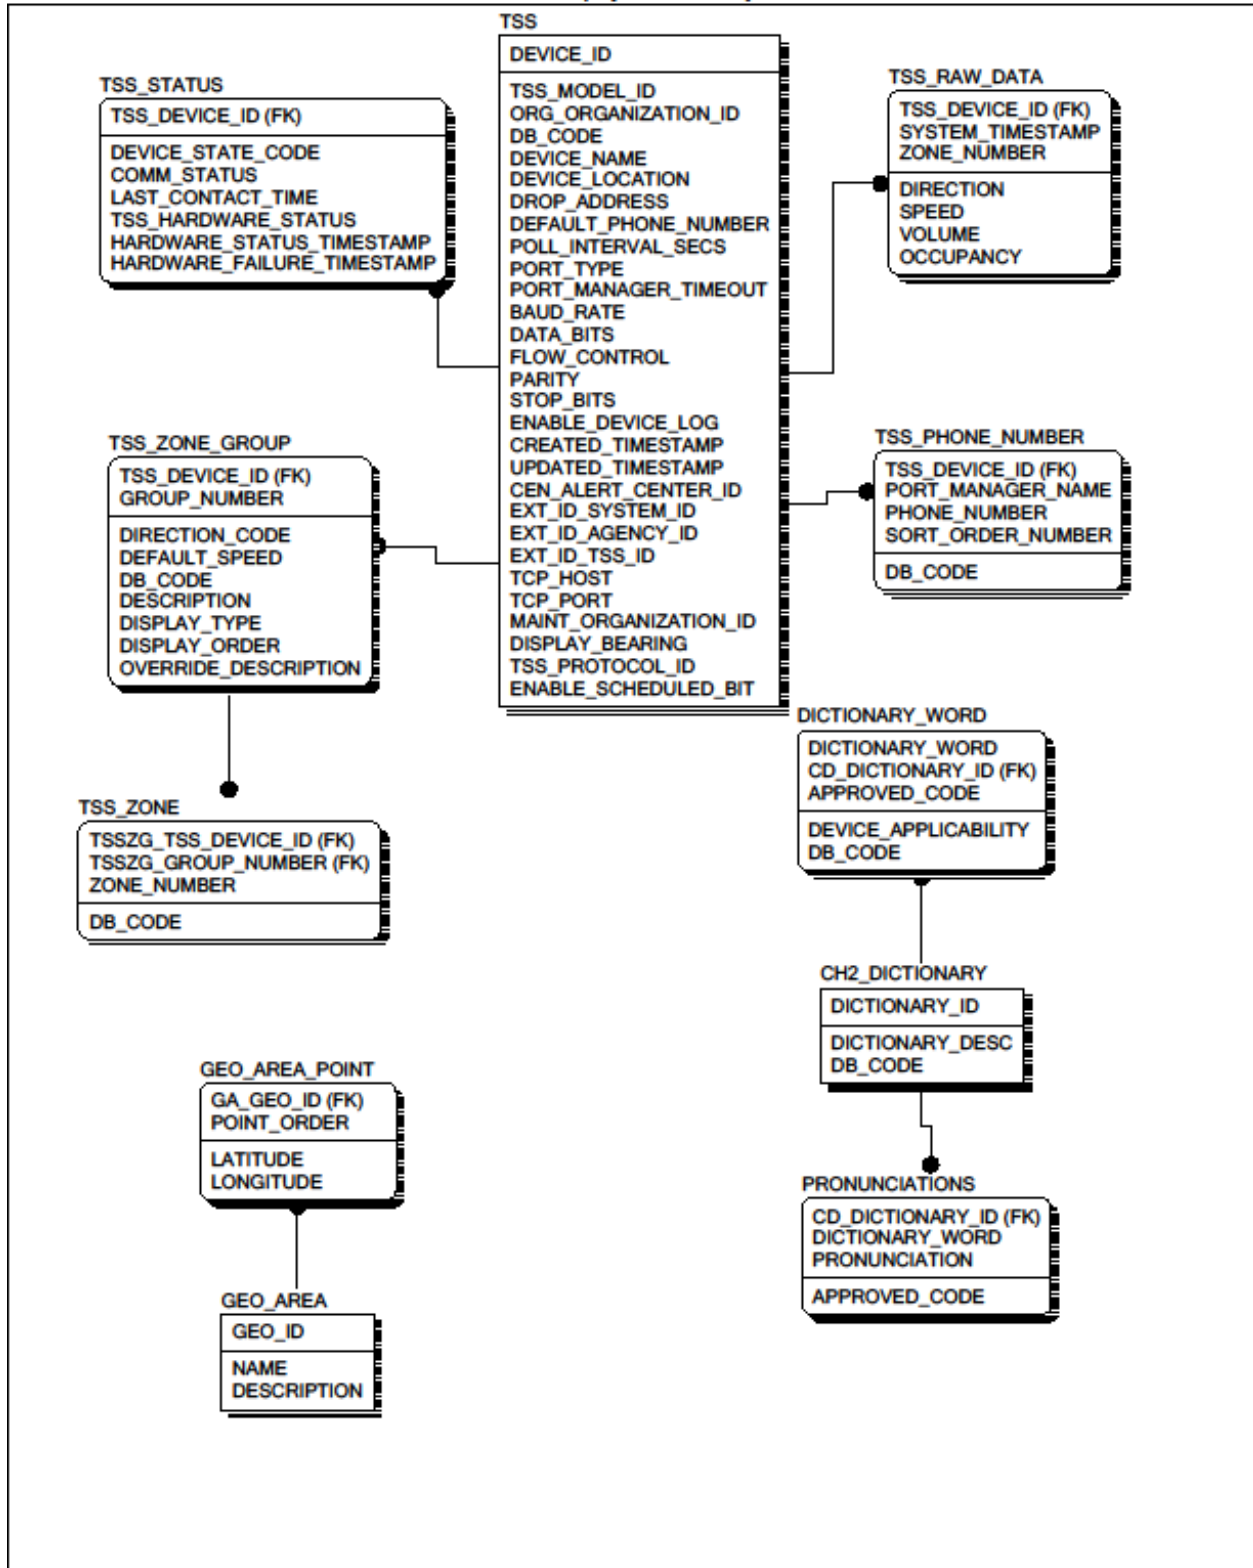 TSS
DEVICE_ID
TSS_MODEL_ID
ORG_ORGANIZATION_ID
DB_CODE
DEVICE_NAME
DEVICE_LOCATION
DROP_ADDRESS
DEFAULT_PHONE_NUMBER
POLL_INTERVAL_SECS
PORT_TYPE
PORT_MANAGER_TIMEOUT
BAUD_RATE
DATA_BITS
FLOW_CONTROL
PARITY
STOP_BITS
ENABLE_DEVICE_LOG
CREATED_TIMESTAMP
UPDATED_TIMESTAMP
CEN_ALERT_CENTER_ID
EXT_ID_SYSTEM_ID
EXT_ID_AGENCY_ID
EXT_ID_TSS_ID
TCP_HOST
TCP_PORT
MAINT_ORGANIZATION_ID
DISPLAY_BEARING
TSS_PROTOCOL_ID
ENABLE_SCHEDULED_BIT
TSS_STATUS
TSS_DEVICE_ID (FK)
DEVICE_STATE_CODE
COMM_STATUS
LAST_CONTACT_TIME
TSS_HARDWARE_STATUS
HARDWARE_STATUS_TIMESTAMP
HARDWARE_FAILURE_TIMESTAMP
TSS_RAW_DATA
TSS_DEVICE_ID (FK)
SYSTEM_TIMESTAMP
ZONE_NUMBER
DIRECTION
SPEED
VOLUME
OCCUPANCY
TSS_ZONE_GROUP
TSS_DEVICE_ID (FK)
GROUP_NUMBER
DIRECTION_CODE
DEFAULT_SPEED
DB_CODE
DESCRIPTION
DISPLAY_TYPE
DISPLAY_ORDER
OVERRIDE_DESCRIPTION
TSS_PHONE_NUMBER
TSS_DEVICE_ID (FK)
PORT_MANAGER_NAME
PHONE_NUMBER
SORT_ORDER_NUMBER
DB_CODE
TSS_ZONE
TSSZG_TSS_DEVICE_ID (FK)
TSSZG_GROUP_NUMBER (FK)
ZONE_NUMBER
DB_CODE
DICTIONARY_WORD
DICTIONARY_WORD
CD_DICTIONARY_ID (FK)
APPROVED_CODE
DEVICE_APPLICABILITY
DB_CODE
CH2_DICTIONARY
DICTIONARY_ID
DICTIONARY_DESC
DB_CODE
GEO_AREA_POINT
GA_GEO_ID (FK)
POINT_ORDER
LATITUDE
LONGITUDE
PRONUNCIATIONS
CD_DICTIONARY_ID (FK)
DICTIONARY_WORD
PRONUNCIATION
APPROVED_CODE
GEO_AREA
GEO_ID
NAME
DESCRIPTION